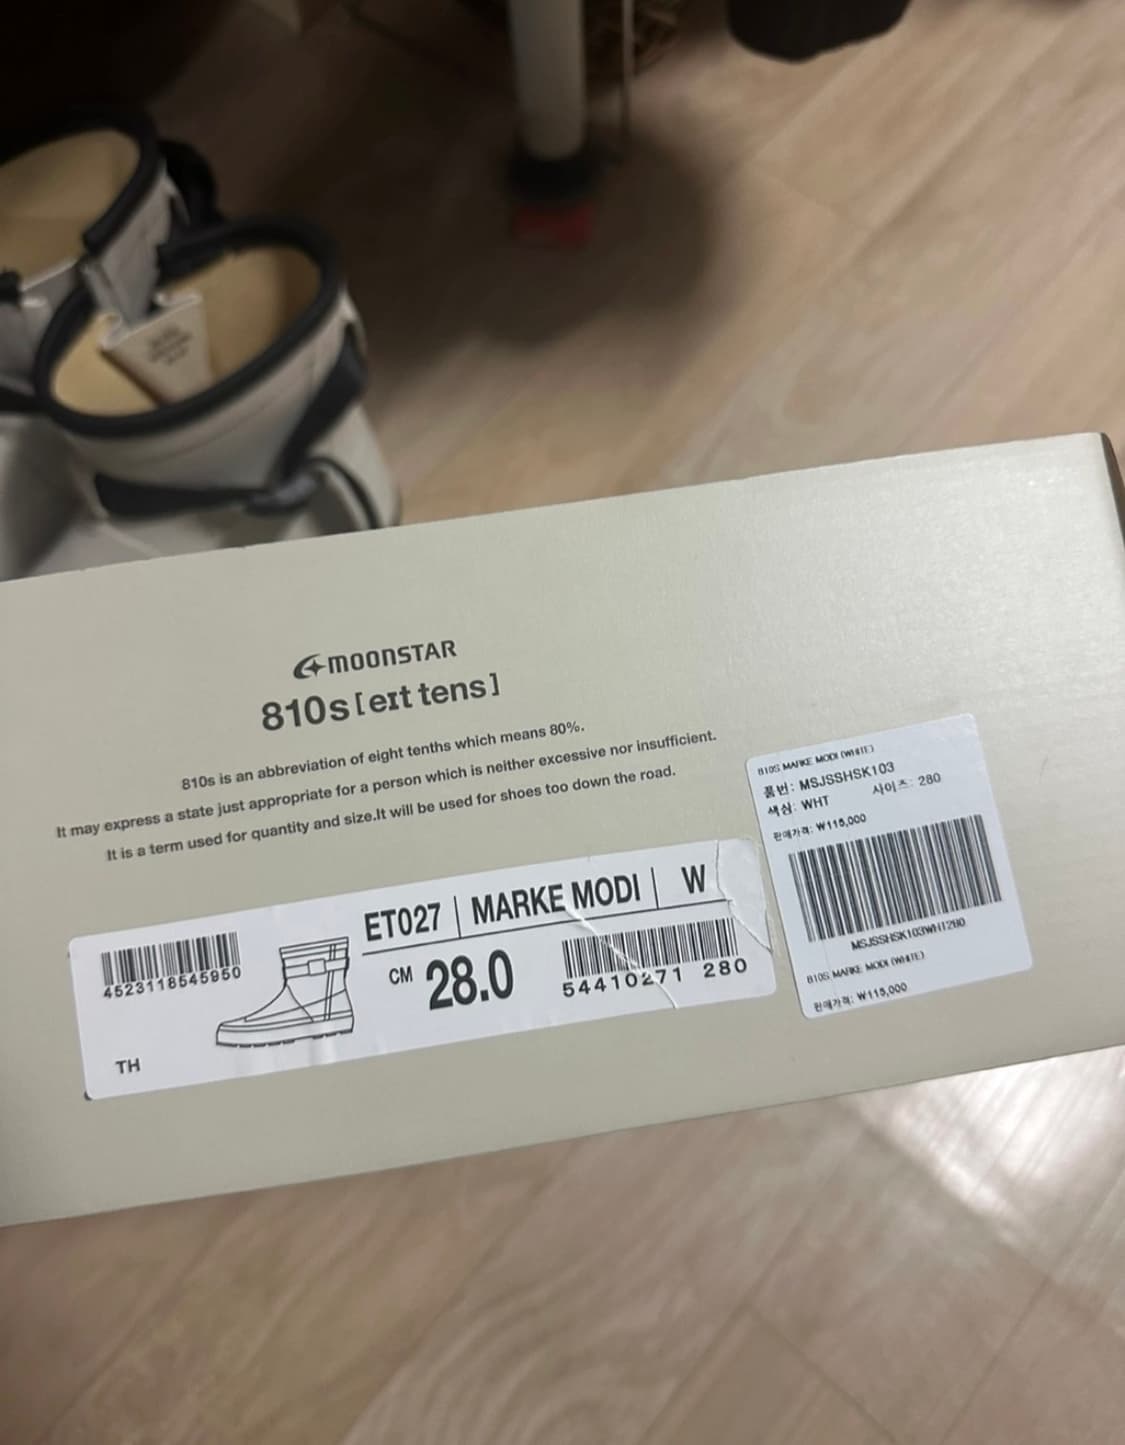 MOONSTAR
810s [eɪt tens]
810s is an abbreviation of eight tenths which means 80%.
It may express a state just appropriate for a person which is neither excessive nor insufficient.
It is a term used for quantity and size.It will be used for shoes too down the road.
ET027 | MARKE MODI | W
4523118545950
CM 28.0
54410271 280
TH
810S MARKE MODI (WHITE)
품번: MSJSSHSK103
색상: WHT 사이즈: 280
판매가격: ₩115,000
MSJSSHSK103WHT280
810S MARKE MODI (WHITE)
판매가격: ₩115,000